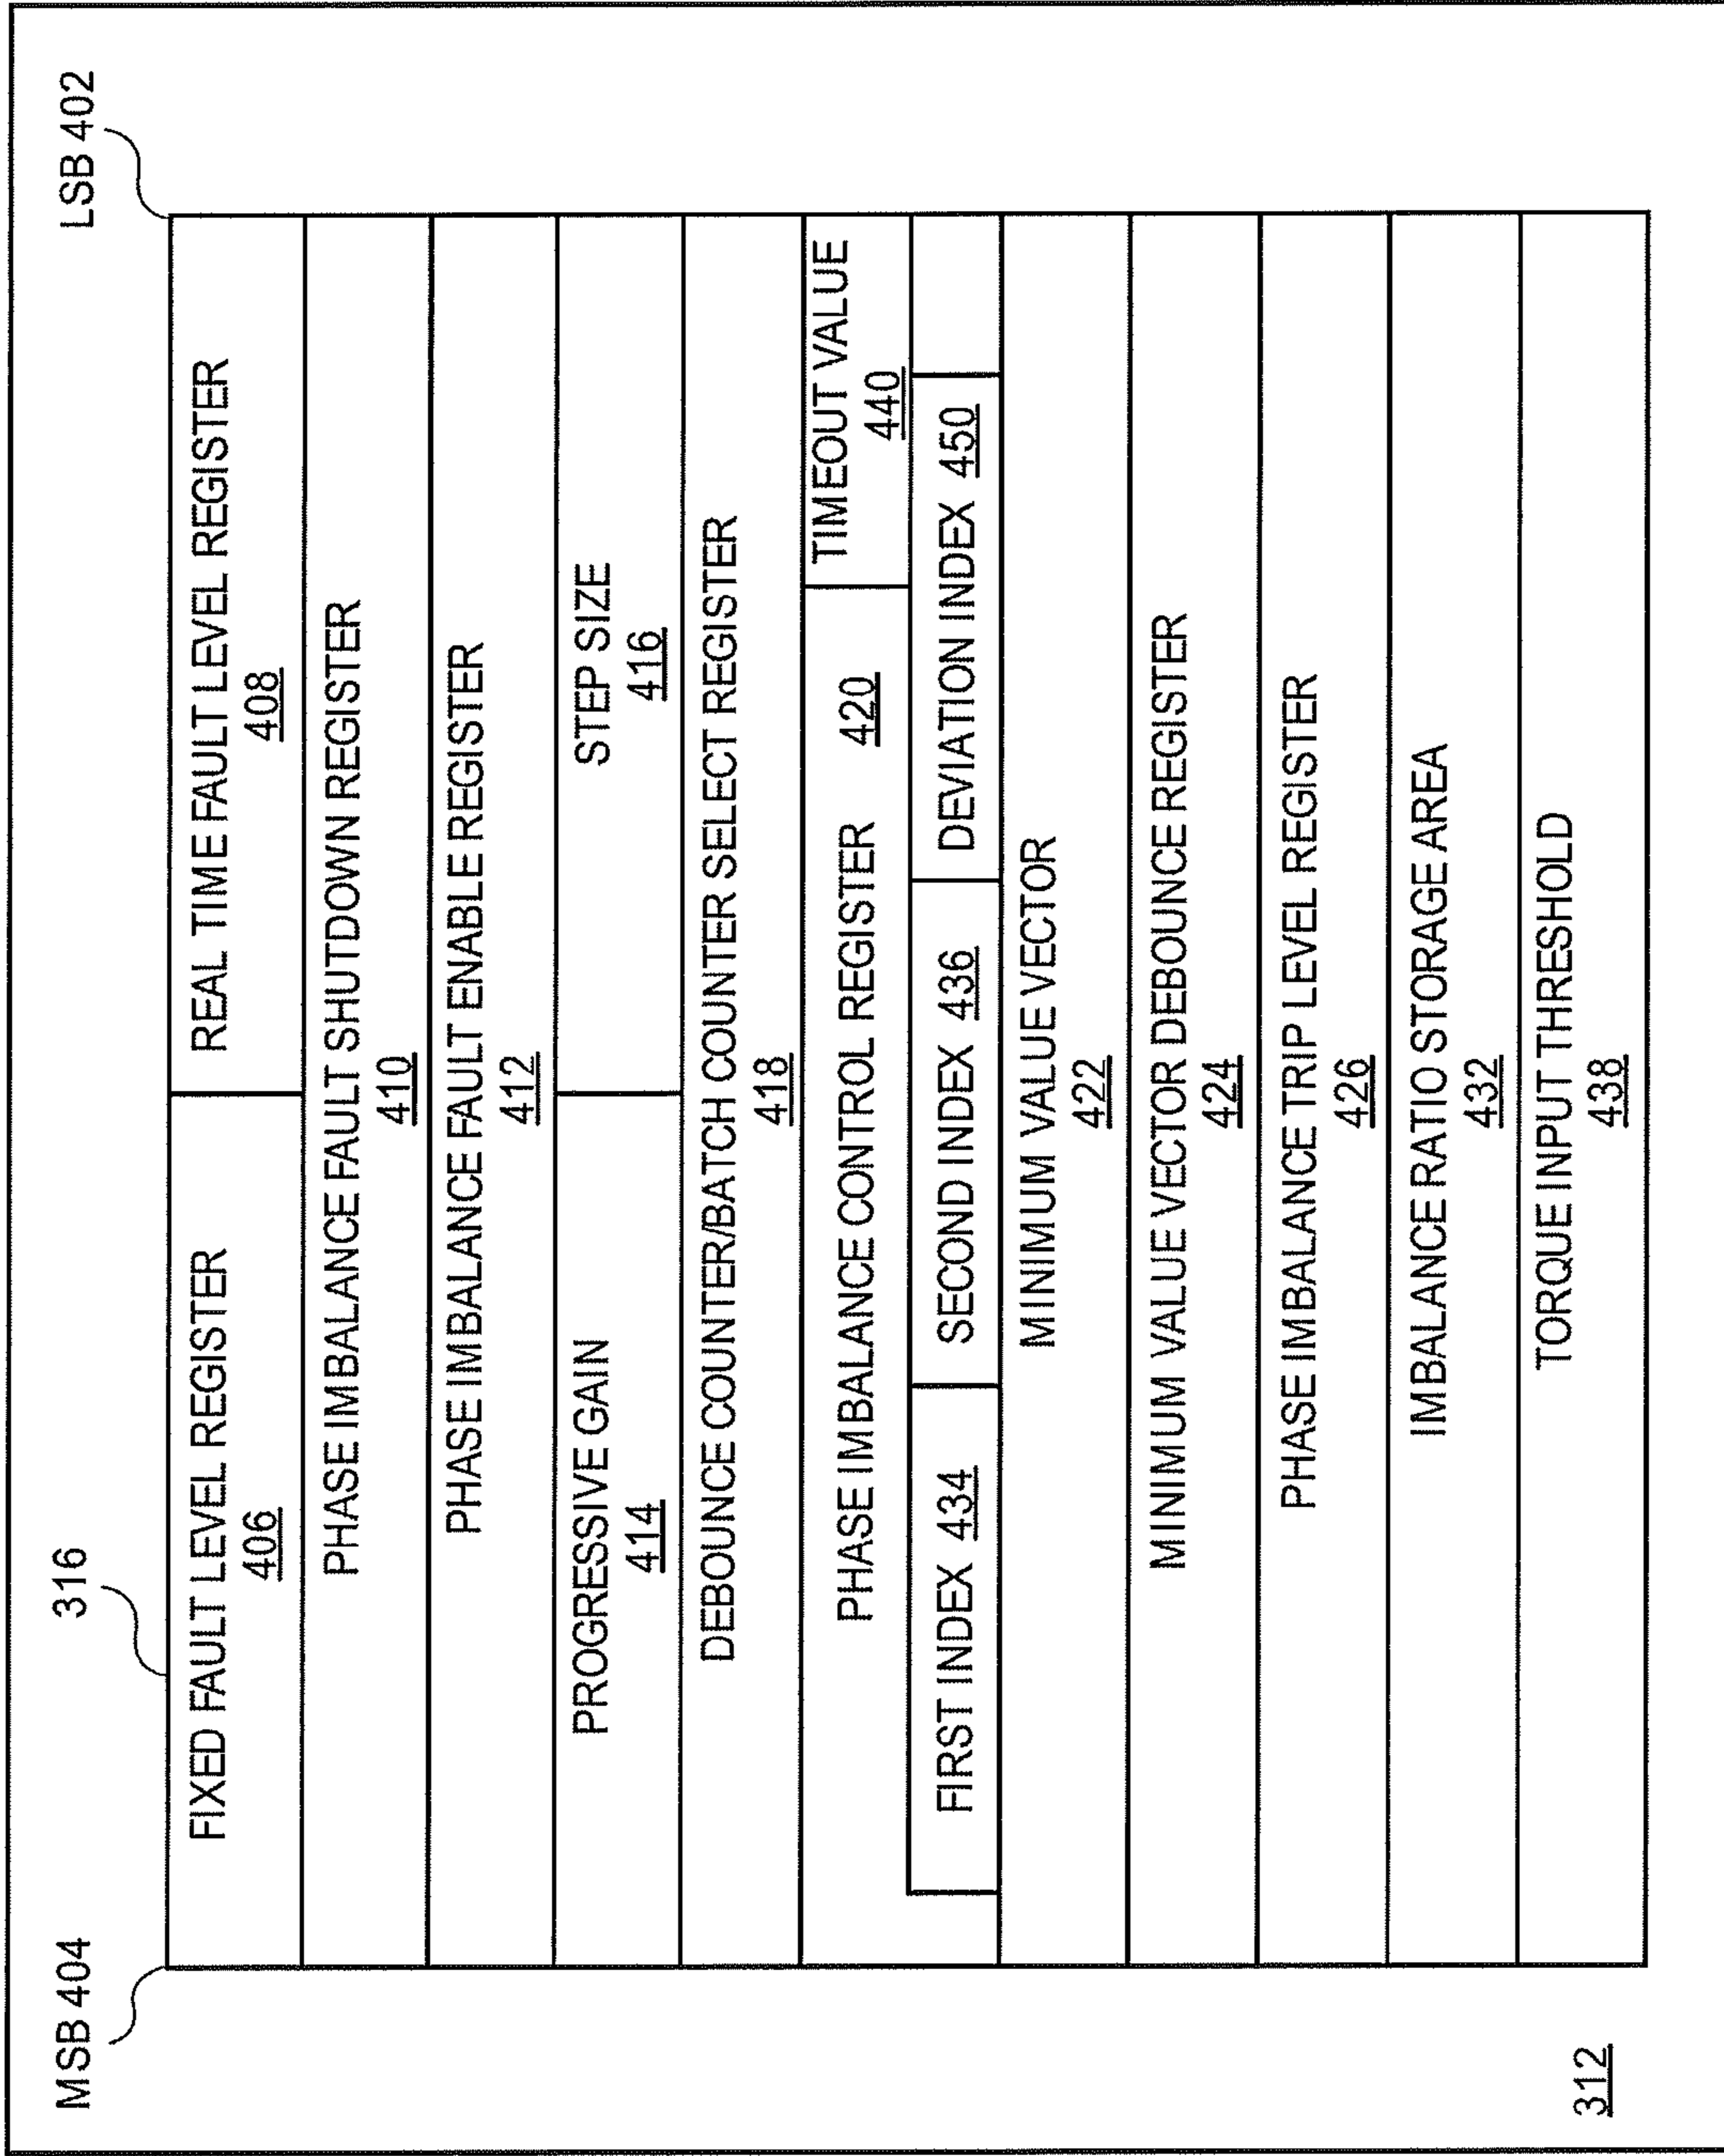 316
MSB 404
LSB 402
FIXED FAULT LEVEL REGISTER
406
REAL TIME FAULT LEVEL REGISTER
408
PHASE IMBALANCE FAULT SHUTDOWN REGISTER
410
PHASE IMBALANCE FAULT ENABLE REGISTER
412
PROGRESSIVE GAIN
414
STEP SIZE
416
DEBOUNCE COUNTER/BATCH COUNTER SELECT REGISTER
418
PHASE IMBALANCE CONTROL REGISTER 420
TIMEOUT VALUE
440
FIRST INDEX 434
SECOND INDEX 436
DEVIATION INDEX 450
MINIMUM VALUE VECTOR
422
MINIMUM VALUE VECTOR DEBOUNCE REGISTER
424
PHASE IMBALANCE TRIP LEVEL REGISTER
426
IMBALANCE RATIO STORAGE AREA
432
TORQUE INPUT THRESHOLD
438
312